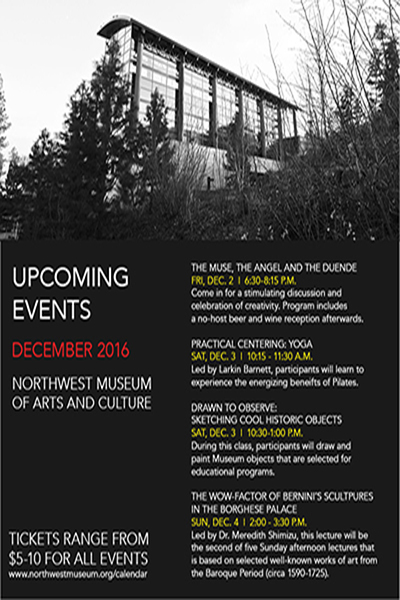 UPCOMING
EVENTS
DECEMBER 2016
NORTHWEST MUSEUM
OF ARTS AND CULTURE
TICKETS RANGE FROM
$5-10 FOR ALL EVENTS
www.northwestmuseum.org/calendar
THE MUSE, THE ANGEL AND THE DUENDE
FRI, DEC. 2 | 6:30-8:15 P.M.
Come in for a stimulating discussion and
celebration of creativity. Program includes
a no-host beer and wine reception afterwards.
PRACTICAL CENTERING: YOGA
SAT, DEC. 3 | 10:15 - 11:30 A.M.
Led by Larkin Barnett, participants will learn to
experience the energizing beneifts of Pilates.
DRAWN TO OBSERVE:
SKETCHING COOL HISTORIC OBJECTS
SAT, DEC. 3 | 10:30-1:00 P.M.
During this class, participants will draw and
paint Museum objects that are selected for
educational programs.
THE WOW-FACTOR OF BERNINI'S SCULTPURES
IN THE BORGHESE PALACE
SUN, DEC. 4 | 2:00 - 3:30 P.M.
Led by Dr. Meredith Shimizu, this lecture will be
the second of five Sunday afternoon lectures that
is based on selected well-known works of art from
the Baroque Period (circa 1590-1725).